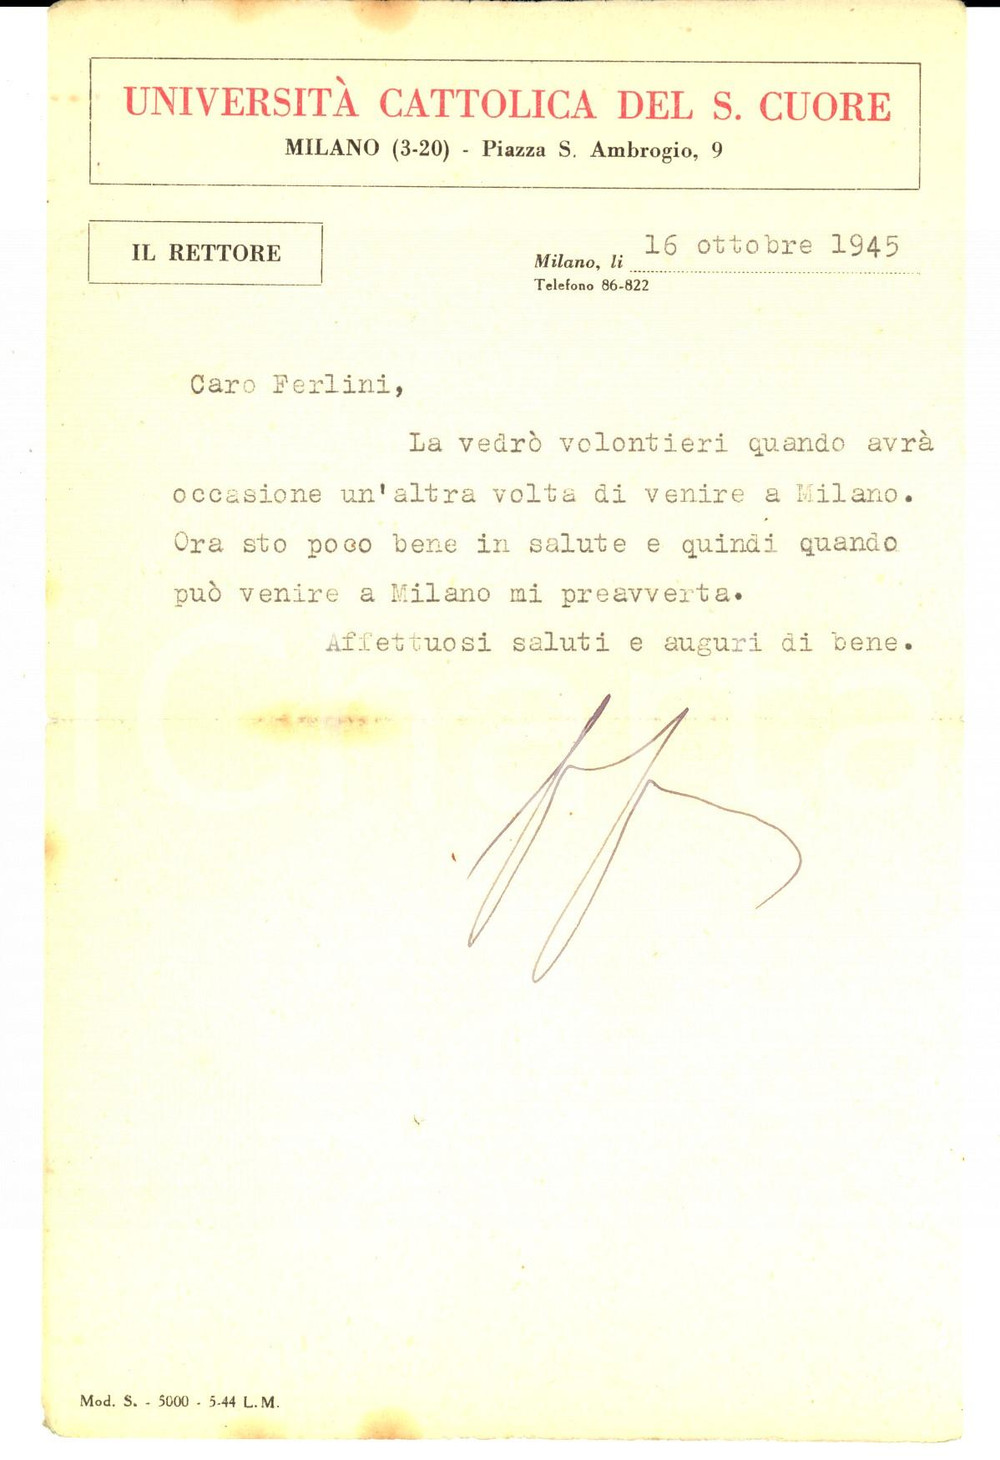 UNIVERSITÀ CATTOLICA DEL S. CUORE
MILANO (3-20) - Piazza S. Ambrogio, 9
IL RETTORE
Milano, li 16 ottobre 1945
Telefono 86-822
Caro Ferlini,
La vedrò volontieri quando avrà
occasione un'altra volta di venire a Milano.
Ora sto poco bene in salute e quindi quando
può venire a Milano mi preavverta.
Affettuosi saluti e auguri di bene.
Mod. S. - 5000 - 5-44 L. M.